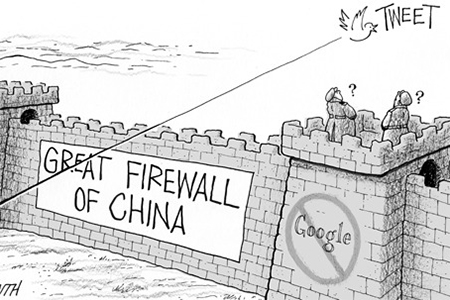 TWEET
?
?
GREAT FIREWALL
OF CHINA
Google